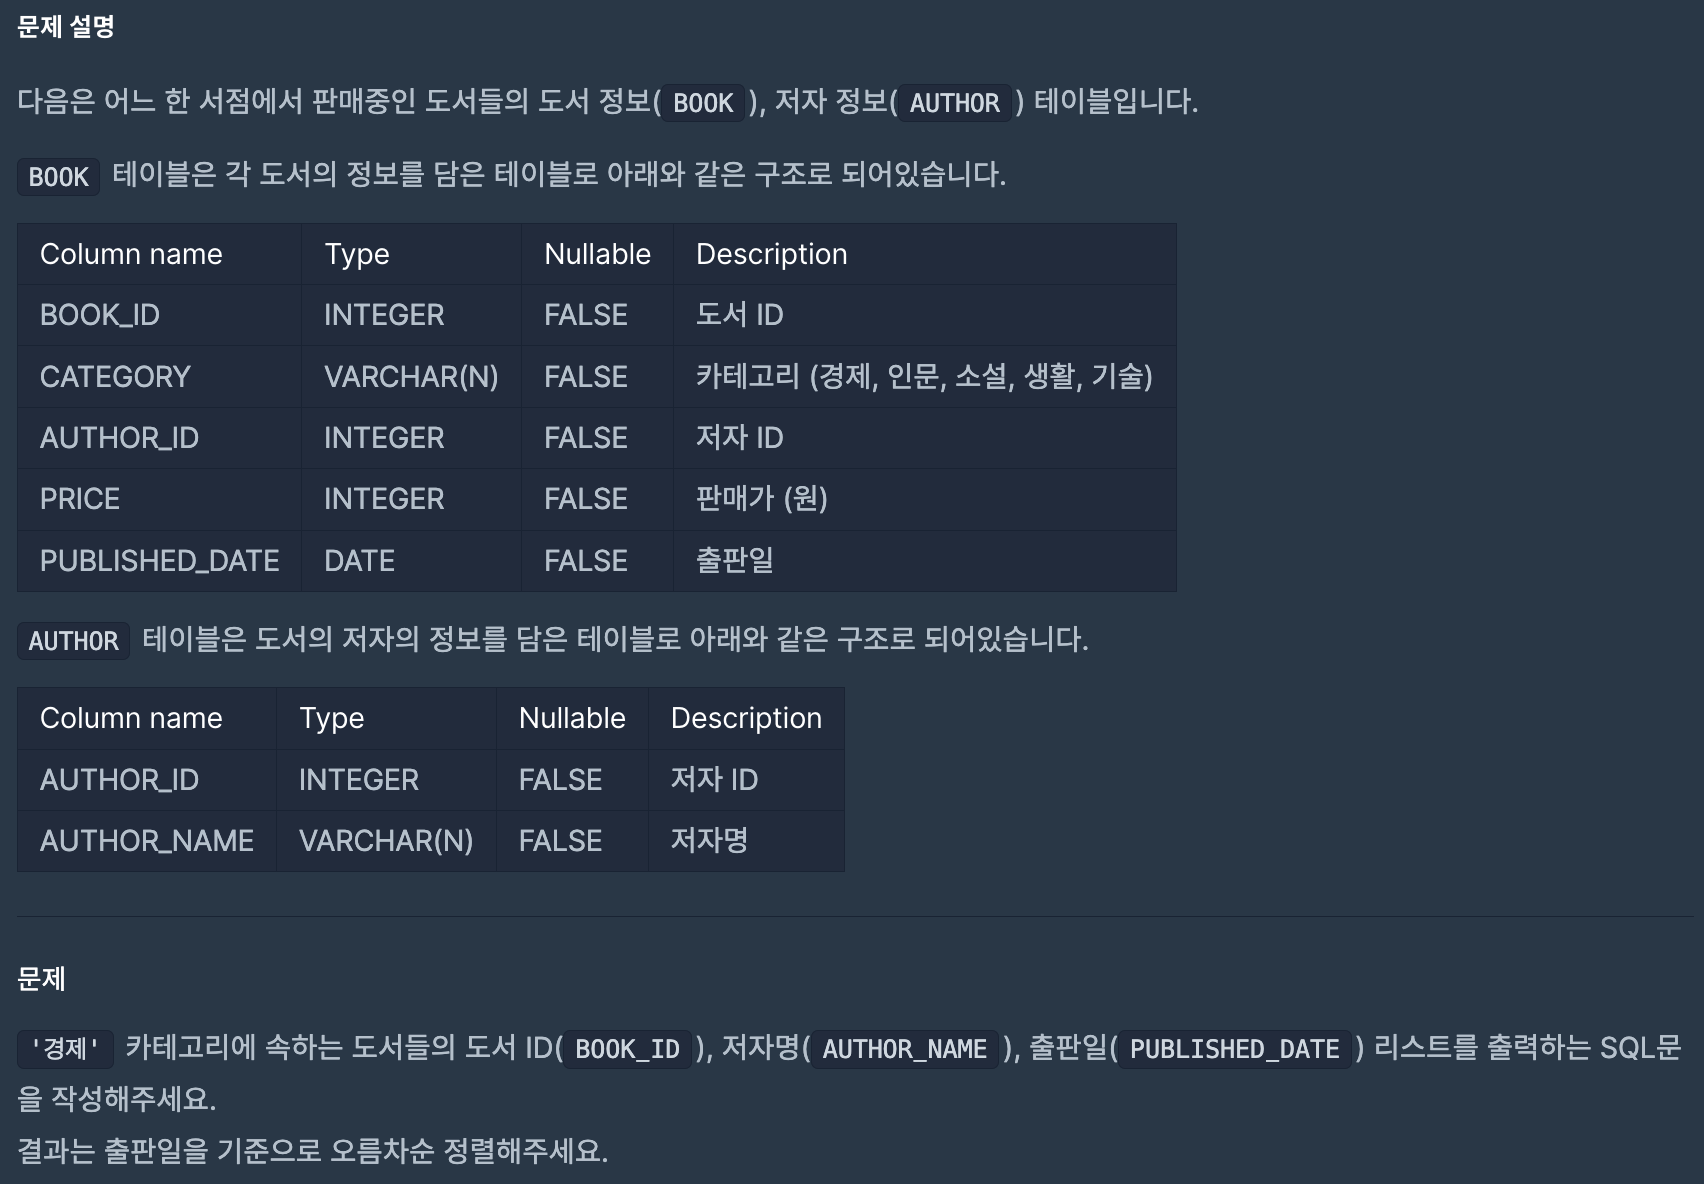 문제 설명
다음은 어느 한 서점에서 판매중인 도서들의 도서 정보(BOOK), 저자 정보(AUTHOR) 테이블입니다.
BOOK 테이블은 각 도서의 정보를 담은 테이블로 아래와 같은 구조로 되어있습니다.
Column name Type Nullable Description
BOOK_ID INTEGER FALSE 도서 ID
CATEGORY VARCHAR(N) FALSE 카테고리 (경제, 인문, 소설, 생활, 기술)
AUTHOR_ID INTEGER FALSE 저자 ID
PRICE INTEGER FALSE 판매가 (원)
PUBLISHED_DATE DATE FALSE 출판일
AUTHOR 테이블은 도서의 저자의 정보를 담은 테이블로 아래와 같은 구조로 되어있습니다.
Column name Type Nullable Description
AUTHOR_ID INTEGER FALSE 저자 ID
AUTHOR_NAME VARCHAR(N) FALSE 저자명
문제
'경제' 카테고리에 속하는 도서들의 도서 ID(BOOK_ID), 저자명(AUTHOR_NAME), 출판일(PUBLISHED_DATE) 리스트를 출력하는 SQL문
을 작성해주세요.
결과는 출판일을 기준으로 오름차순 정렬해주세요.